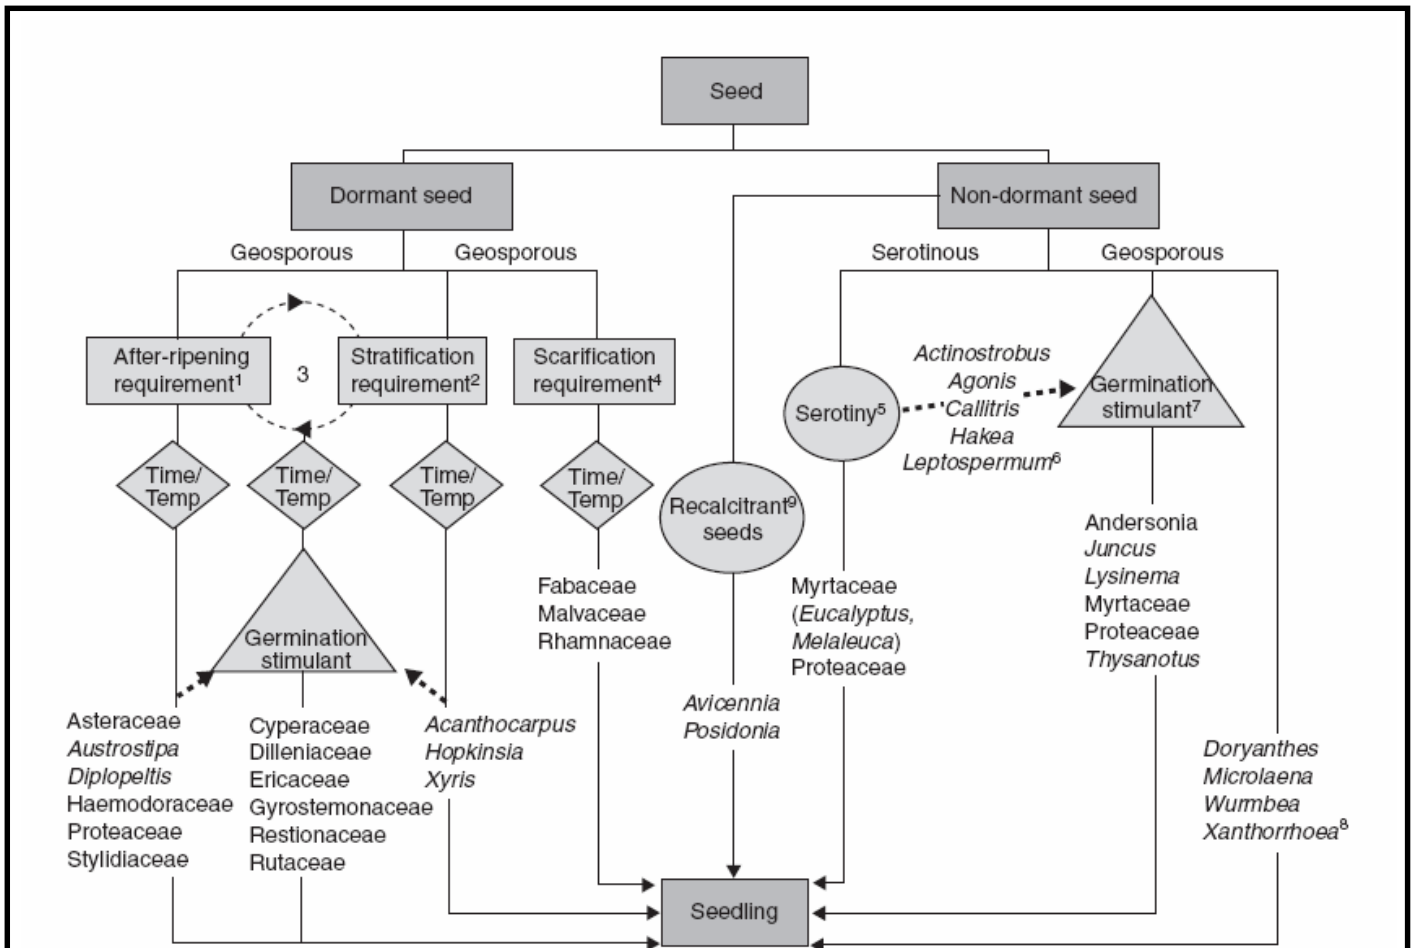 Seed
Dormant seed
Non-dormant seed
Geosporous
Geosporous
Serotinous
Geosporous
After-ripening
requirement1
3
Stratification
requirement2
Scarification
requirement4
Actinostrobus
Agonis
Callitris
Hakea
Leptospermum6
Serotiny5
Germination
stimulant7
Time/
Temp
Time/
Temp
Time/
Temp
Time/
Temp
Recalcitrant9
seeds
Germination
stimulant
Fabaceae
Malvaceae
Rhamnaceae
Myrtaceae
(Eucalyptus,
Melaleuca)
Proteaceae
Andersonia
Juncus
Lysinema
Myrtaceae
Proteaceae
Thysanotus
Asteraceae
Austrostipa
Diplopeltis
Haemodoraceae
Proteaceae
Stylidiaceae
Cyperaceae
Dilleniaceae
Ericaceae
Gyrostemonaceae
Restionaceae
Rutaceae
Acanthocarpus
Hopkinsia
Xyris
Avicennia
Posidonia
Doryanthes
Microlaena
Wurmbea
Xanthorrhoea8
Seedling